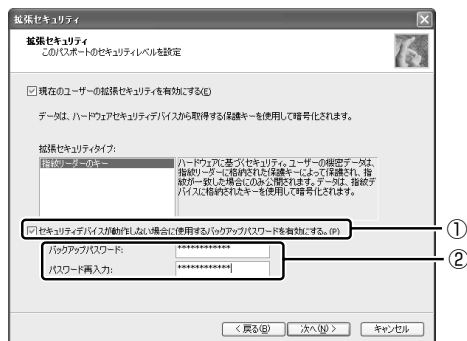 拡張セキュリティ
拡張セキュリティ
このパスポートのセキュリティレベルを設定
現在のユーザーの拡張セキュリティを有効にする(E)
データは、ハードウェアセキュリティデバイスから取得する保護キーを使用して暗号化されます。
拡張セキュリティタイプ:
指紋リーダーのキー
ハードウェアに基づくセキュリティ。ユーザーの機密データは、
指紋リーダーに格納された保護キーによって保護され、指
紋が一致した場合にのみ公開されます。データは、指紋デ
バイスに格納されたキーを使用して暗号化されます。
セキュリティデバイスが動作しない場合に使用するバックアップパスワードを有効にする。(P)
①
バックアップパスワード:
************
②
パスワード再入力:
************
< 戻る(B)
次へ(N) >
キャンセル